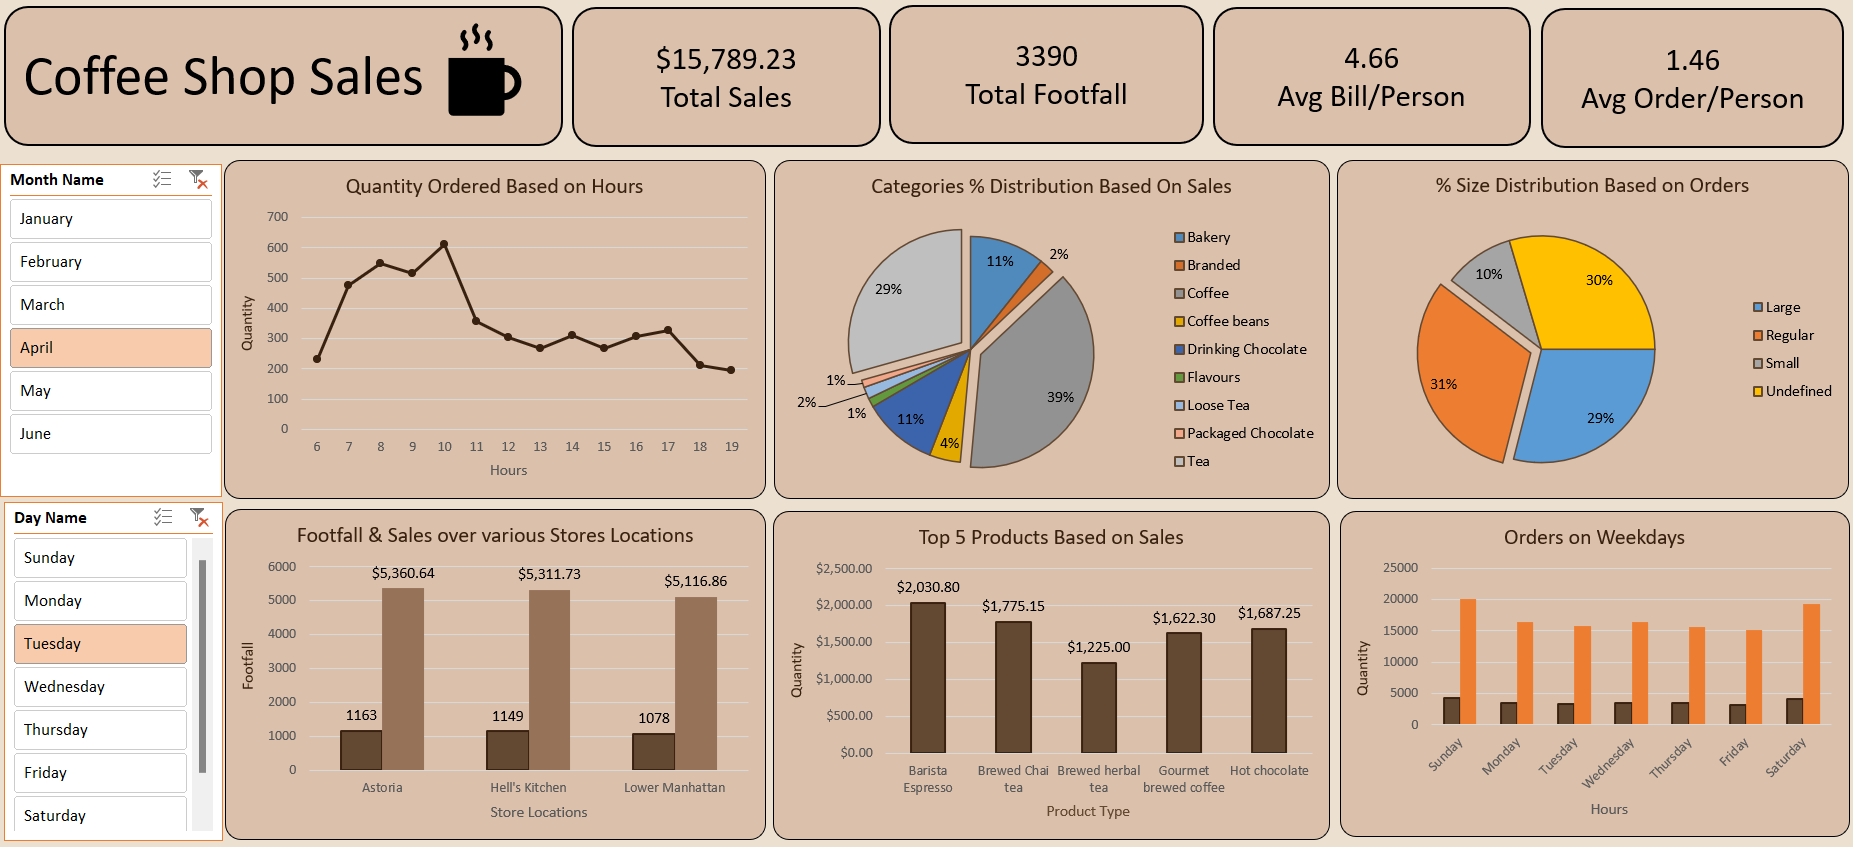 Coffee Shop Sales
$15,789.23
Total Sales
3390
Total Footfall
4.66
Avg Bill/Person
1.46
Avg Order/Person
Month Name
January
February
March
April
May
June
Quantity Ordered Based on Hours
700
600
500
400
300
200
100
0
Quantity
6 7 8 9 10 11 12 13 14 15 16 17 18 19
Hours
Categories % Distribution Based On Sales
11%
2%
39%
4%
11%
1%
2%
1%
29%
Bakery
Branded
Coffee
Coffee beans
Drinking Chocolate
Flavours
Loose Tea
Packaged Chocolate
Tea
% Size Distribution Based on Orders
10%
30%
31%
29%
Large
Regular
Small
Undefined
Day Name
Sunday
Monday
Tuesday
Wednesday
Thursday
Friday
Saturday
Footfall & Sales over various Stores Locations
6000
5000
4000
3000
2000
1000
0
Footfall
$5,360.64
$5,311.73
$5,116.86
1163
1149
1078
Astoria
Hell's Kitchen
Lower Manhattan
Store Locations
Top 5 Products Based on Sales
$2,500.00
$2,000.00
$1,500.00
$1,000.00
$500.00
$0.00
Quantity
$2,030.80
$1,775.15
$1,225.00
$1,622.30
$1,687.25
Barista
Espresso
Brewed Chai
tea
Brewed herbal
tea
Gourmet
brewed coffee
Hot chocolate
Product Type
Orders on Weekdays
25000
20000
15000
10000
5000
0
Quantity
Sunday
Monday
Tuesday
Wednesday
Thursday
Friday
Saturday
Hours